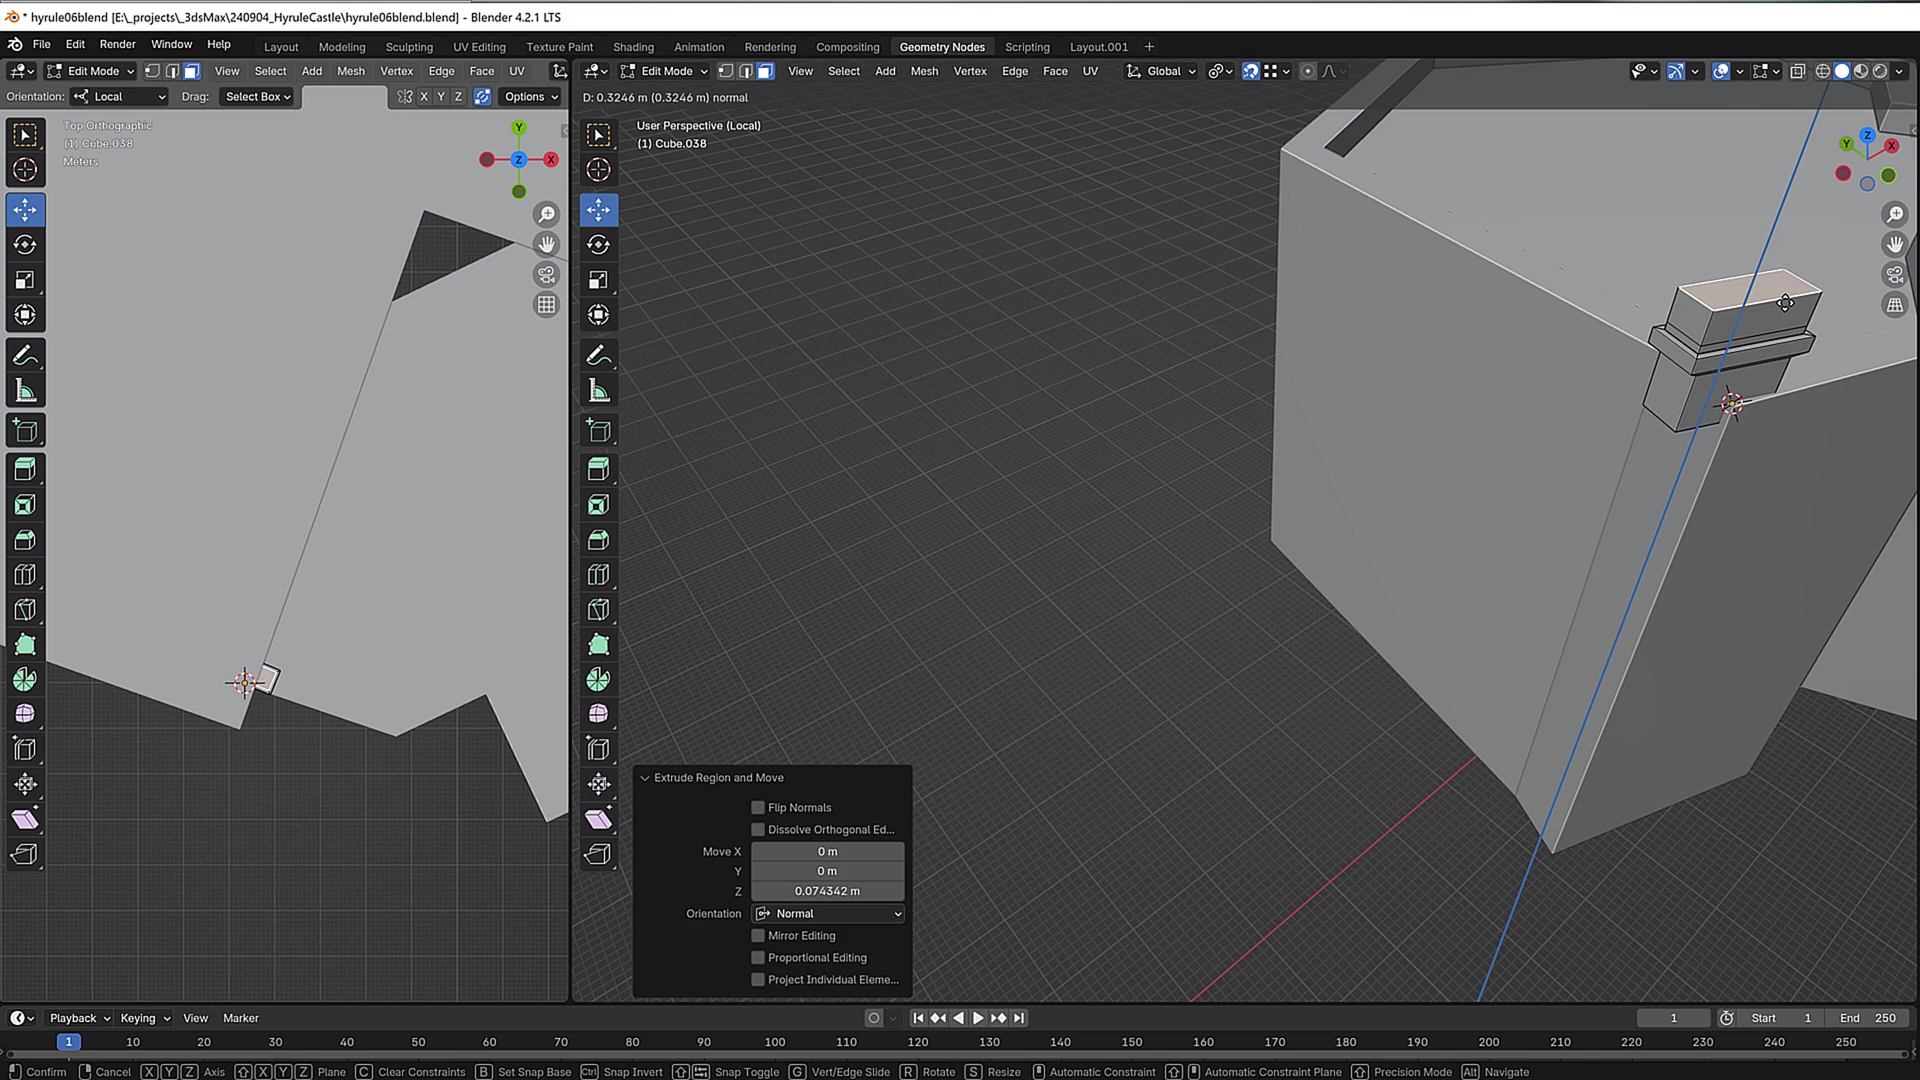 * hyrule06blend [E:\_projects\_3dsMax\240904_HyruleCastle\hyrule06blend.blend] - Blender 4.2.1 LTS
File Edit Render Window Help Layout Modeling Sculpting UV Editing Texture Paint Shading Animation Rendering Compositing Geometry Nodes Scripting Layout.001 +
Edit Mode View Select Add Mesh Vertex Edge Face UV
Edit Mode View Select Add Mesh Vertex Edge Face UV Global
Orientation: Local Drag: Select Box X Y Z Options
D: 0.3246 m (0.3246 m) normal
Top Orthographic
(1) Cube.038
Meters
Y
Z
X
User Perspective (Local)
(1) Cube.038
Z
Y
X
Extrude Region and Move
Flip Normals
Dissolve Orthogonal Ed...
Move X 0 m
Y 0 m
Z 0.074342 m
Orientation Normal
Mirror Editing
Proportional Editing
Project Individual Eleme...
Playback Keying View Marker 1 Start 1 End 250
1 10 20 30 40 50 60 70 80 90 100 110 120 130 140 150 160 170 180 190 200 210 220 230 240 250
Confirm Cancel X Y Z Axis X Y Z Plane C Clear Constraints B Set Snap Base Ctrl Snap Invert Snap Toggle G Vert/Edge Slide R Rotate S Resize Automatic Constraint Automatic Constraint Plane Precision Mode Alt Navigate